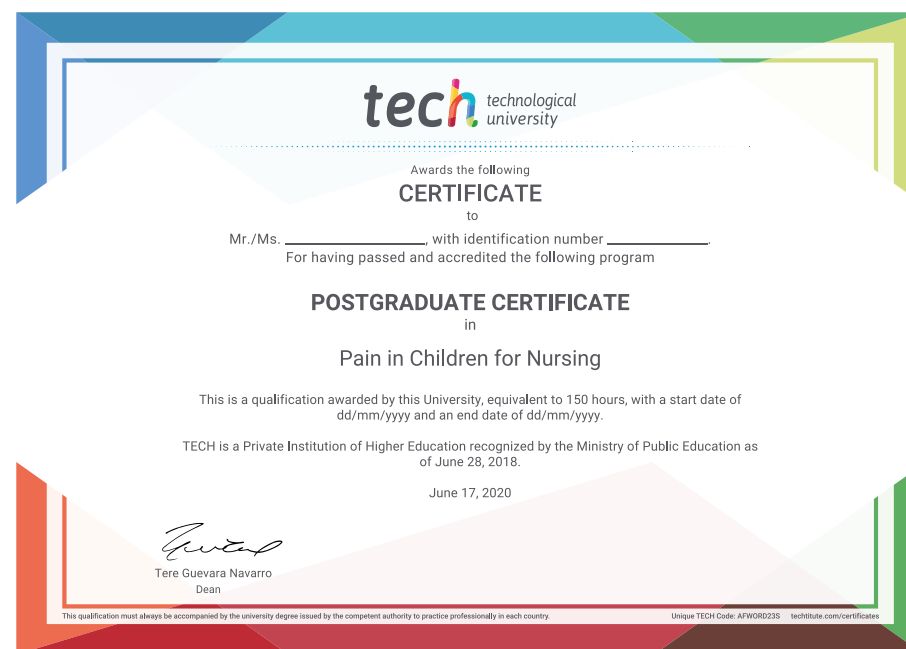 tech technological
university
Awards the following
CERTIFICATE
to
Mr./Ms. ____________________, with identification number ______________.
For having passed and accredited the following program
POSTGRADUATE CERTIFICATE
in
Pain in Children for Nursing
This is a qualification awarded by this University, equivalent to 150 hours, with a start date of
dd/mm/yyyy and an end date of dd/mm/yyyy.
TECH is a Private Institution of Higher Education recognized by the Ministry of Public Education as
of June 28, 2018.
June 17, 2020
Tere Guevara Navarro
Dean
This qualification must always be accompanied by the university degree issued by the competent authority to practice professionally in each country. Unique TECH Code: AFWORD23S techtitute.com/certificates